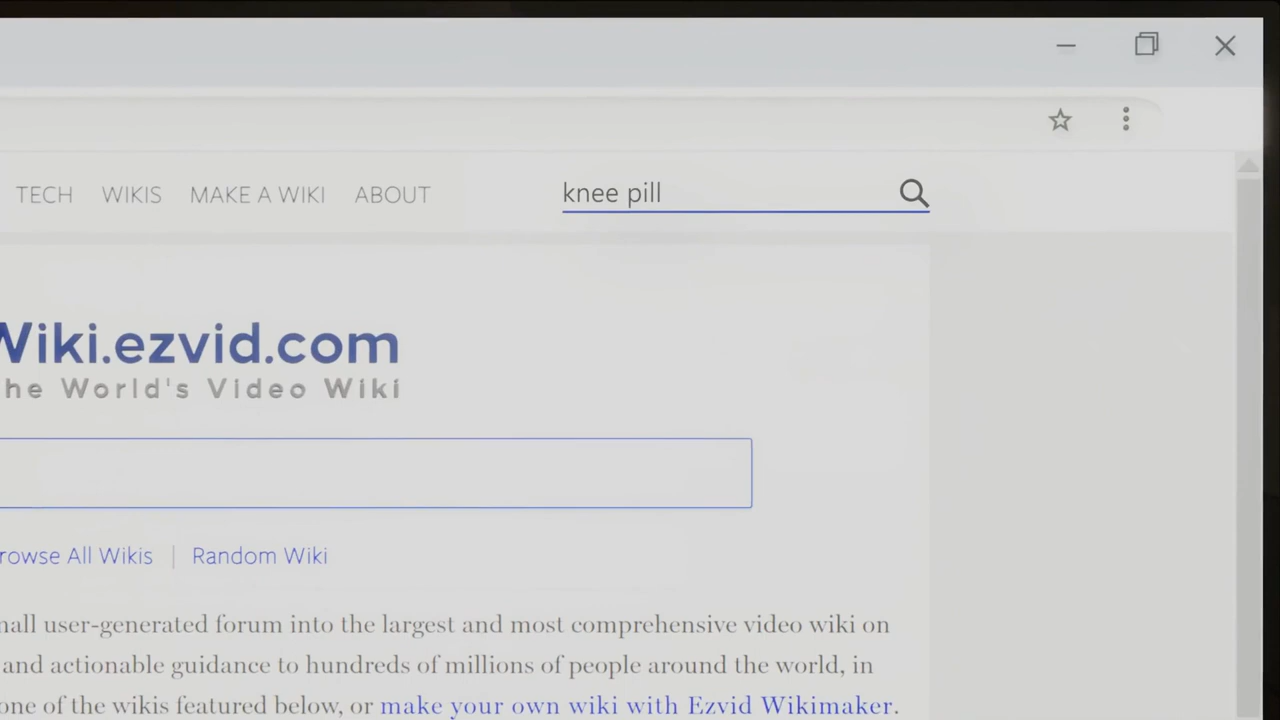 TECH WIKIS MAKE A WIKI ABOUT
knee pill
Wiki.ezvid.com
he World's Video Wiki
rowse All Wikis | Random Wiki
mall user-generated forum into the largest and most comprehensive video wiki on
and actionable guidance to hundreds of millions of people around the world, in
one of the wikis featured below, or make your own wiki with Ezvid Wikimaker.